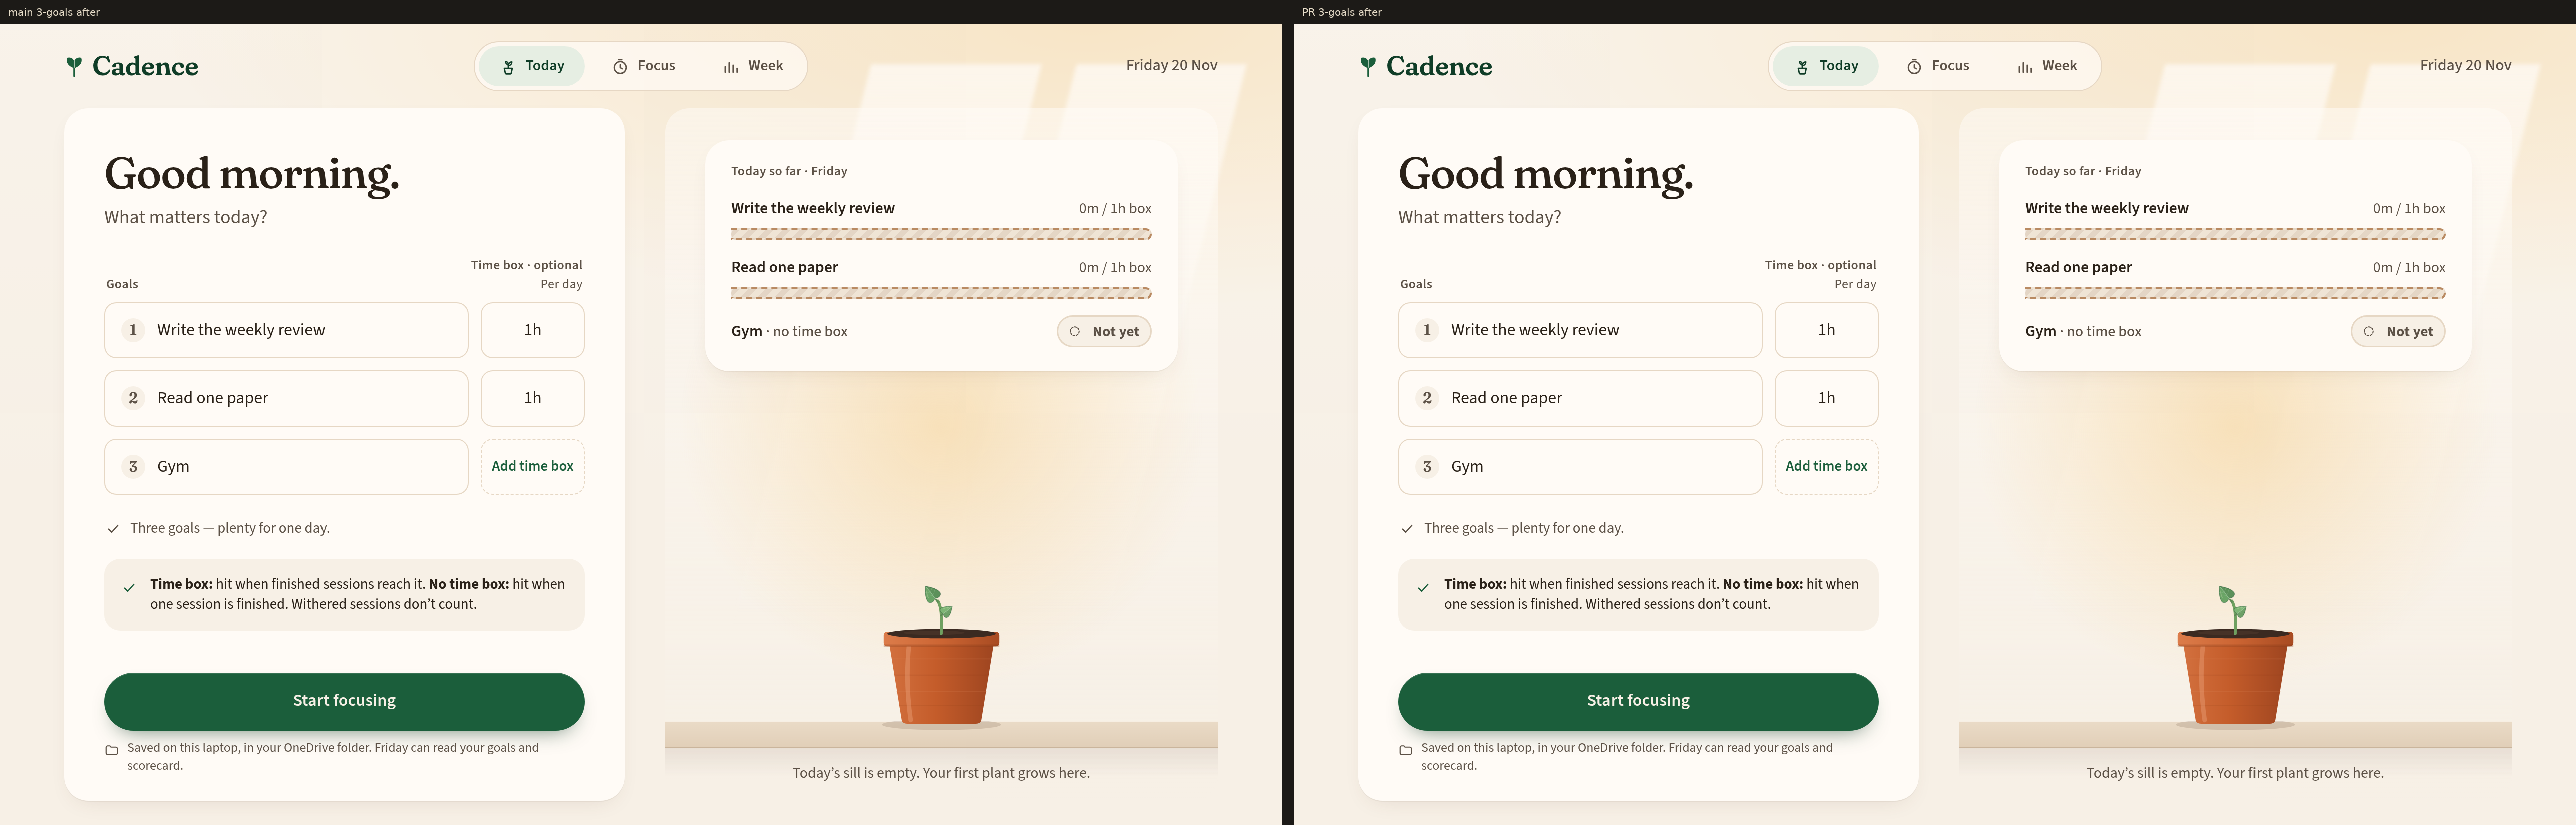 main 3-goals after
Cadence
Today
Focus
Week
Friday 20 Nov
Good morning.
What matters today?
Time box · optional
Goals
Per day
1 Write the weekly review
1h
2 Read one paper
1h
3 Gym
Add time box
Three goals — plenty for one day.
Time box: hit when finished sessions reach it. No time box: hit when
one session is finished. Withered sessions don’t count.
Start focusing
Saved on this laptop, in your OneDrive folder. Friday can read your goals and
scorecard.
Today so far · Friday
Write the weekly review
0m / 1h box
Read one paper
0m / 1h box
Gym · no time box
Not yet
Today’s sill is empty. Your first plant grows here.
PR 3-goals after
Cadence
Today
Focus
Week
Friday 20 Nov
Good morning.
What matters today?
Time box · optional
Goals
Per day
1 Write the weekly review
1h
2 Read one paper
1h
3 Gym
Add time box
Three goals — plenty for one day.
Time box: hit when finished sessions reach it. No time box: hit when
one session is finished. Withered sessions don’t count.
Start focusing
Saved on this laptop, in your OneDrive folder. Friday can read your goals and
scorecard.
Today so far · Friday
Write the weekly review
0m / 1h box
Read one paper
0m / 1h box
Gym · no time box
Not yet
Today’s sill is empty. Your first plant grows here.